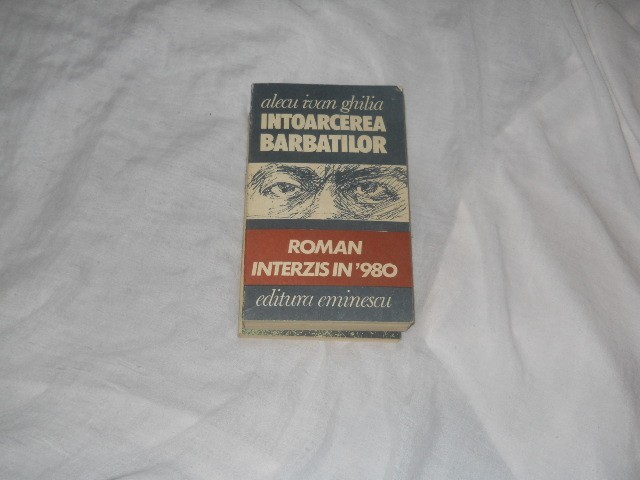 alecu ivan ghilia
INTOARCEREA
BARBATILOR
ROMAN
INTERZIS IN '980
editura eminescu